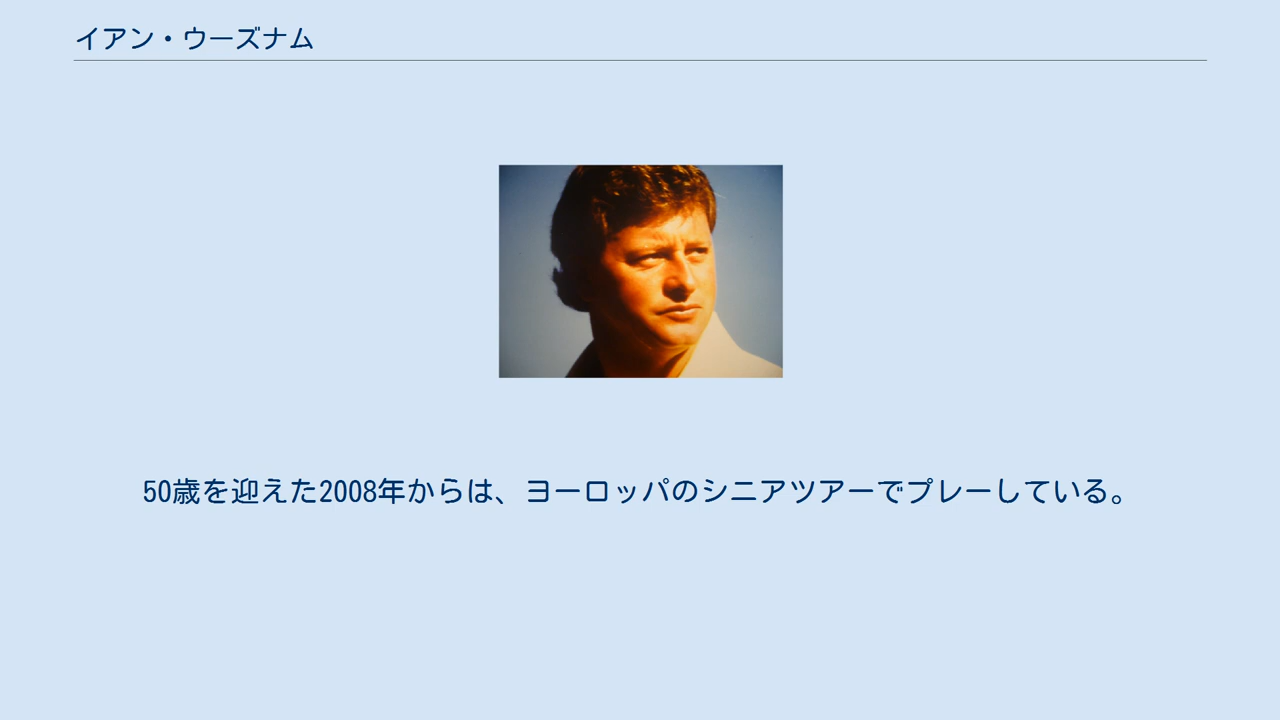 イアン・ウーズナム
50歳を迎えた2008年からは、ヨーロッパのシニアツアーでプレーしている。